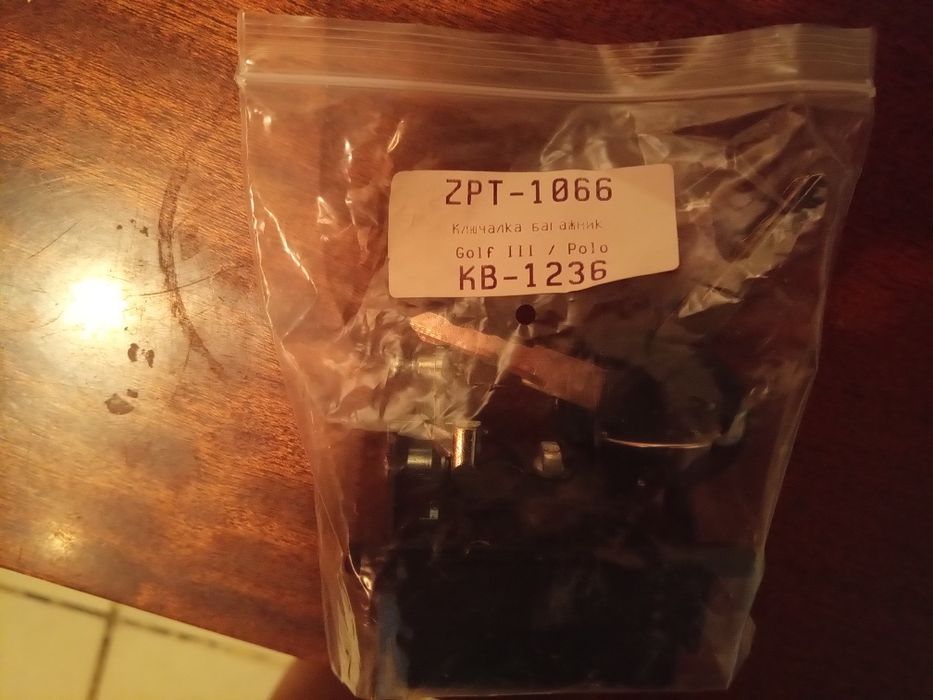 ZPT-1066
Ключалка багажник
Golf III / Polo
KB-1236